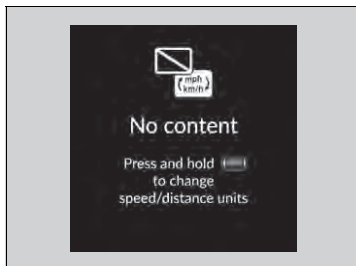 mph
km/h
No content
Press and hold
to change
speed/distance units